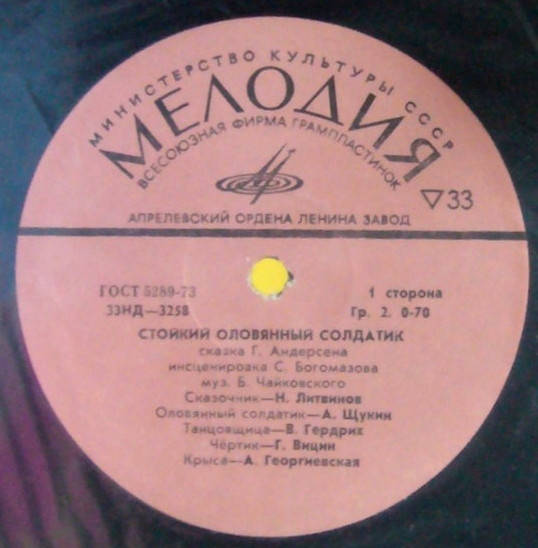 МИНИСТЕРСТВО КУЛЬТУРЫ СССР
МЕЛОДИЯ
ВСЕСОЮЗНАЯ ФИРМА ГРАМПЛАСТИНОК
33
АПРЕЛЕВСКИЙ ОРДЕНА ЛЕНИНА ЗАВОД
ГОСТ 5289-73
1 сторона
33НД—3258
Гр. 2. 0-70
СТОЙКИЙ ОЛОВЯННЫЙ СОЛДАТИК
сказка Г. Андерсена
инсценировка С. Богомазова
муз. Б. Чайковского
Сказочник—Н. Литвинов
Оловянный солдатик—А. Щукин
Танцовщица—В. Гердрих
Чёртик—Г. Вицин
Крыса—А. Георгиевская